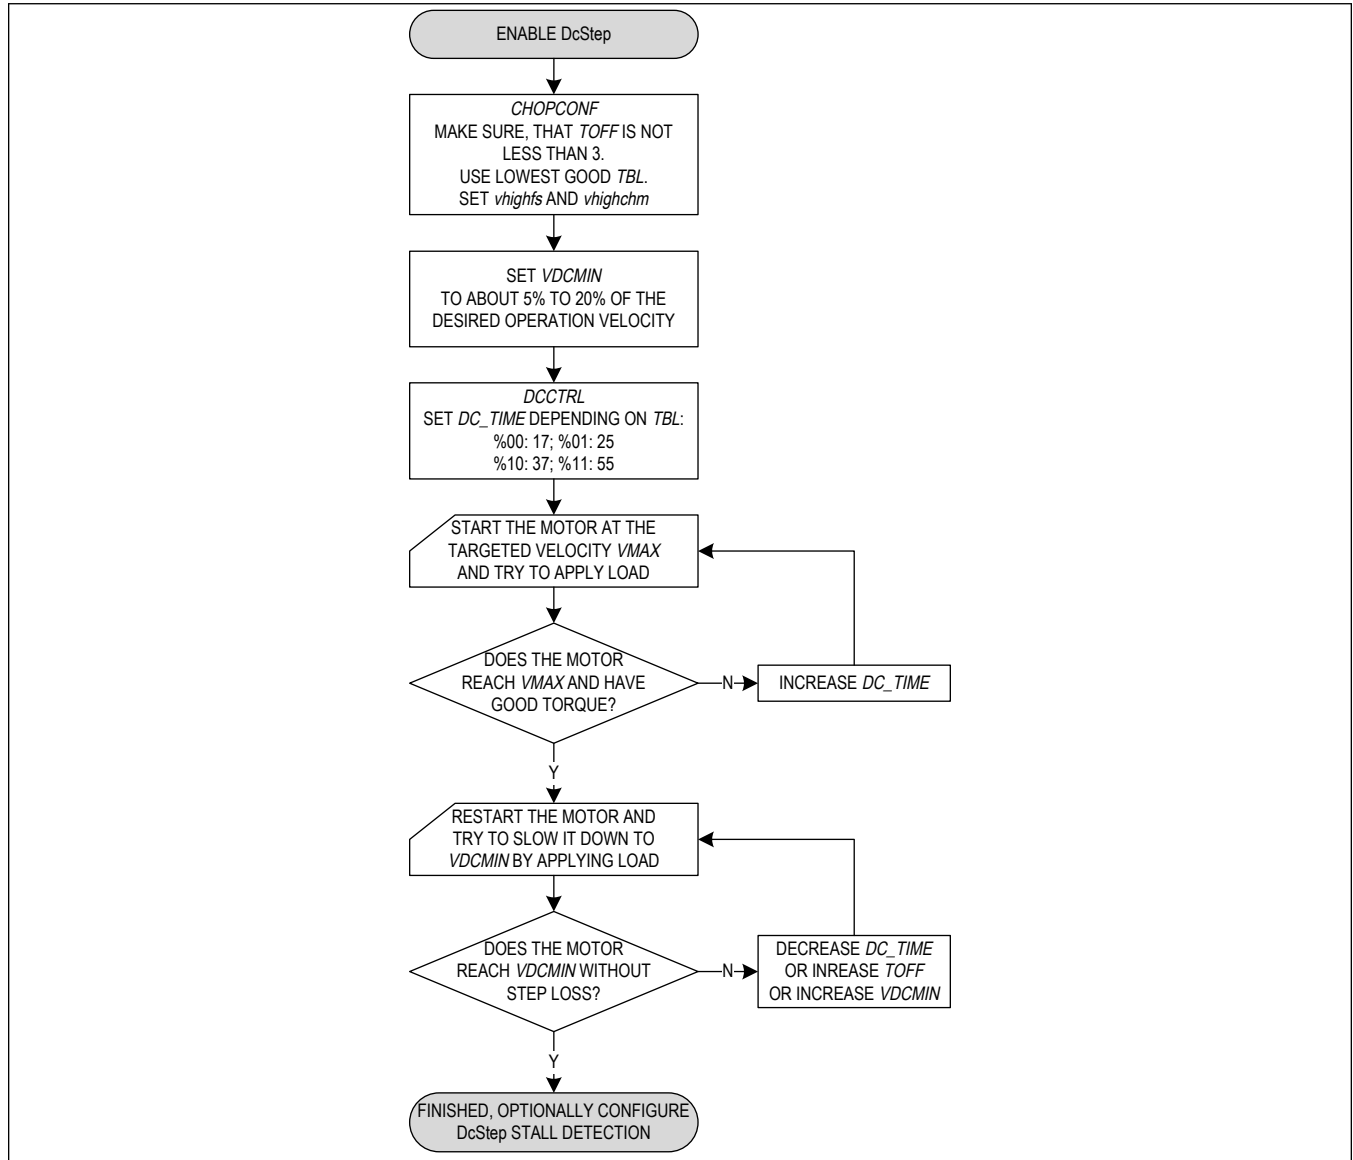 ENABLE DcStep
CHOPCONF
MAKE SURE, THAT TOFF IS NOT
LESS THAN 3.
USE LOWEST GOOD TBL.
SET vhighfs AND vhighchm
SET VDCMIN
TO ABOUT 5% TO 20% OF THE
DESIRED OPERATION VELOCITY
DCCTRL
SET DC_TIME DEPENDING ON TBL:
%00: 17; %01: 25
%10: 37; %11: 55
START THE MOTOR AT THE
TARGETED VELOCITY VMAX
AND TRY TO APPLY LOAD
DOES THE MOTOR
REACH VMAX AND HAVE
GOOD TORQUE?
N
INCREASE DC_TIME
Y
RESTART THE MOTOR AND
TRY TO SLOW IT DOWN TO
VDCMIN BY APPLYING LOAD
DOES THE MOTOR
REACH VDCMIN WITHOUT
STEP LOSS?
N
DECREASE DC_TIME
OR INREASE TOFF
OR INCREASE VDCMIN
Y
FINISHED, OPTIONALLY CONFIGURE
DcStep STALL DETECTION